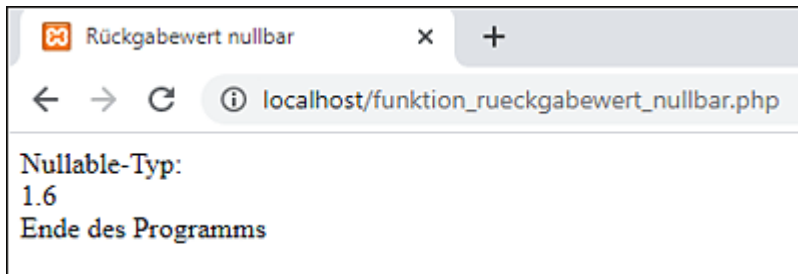 Rückgabewert nullbar
localhost/funktion_rueckgabewert_nullbar.php
Nullable-Typ:
1.6
Ende des Programms